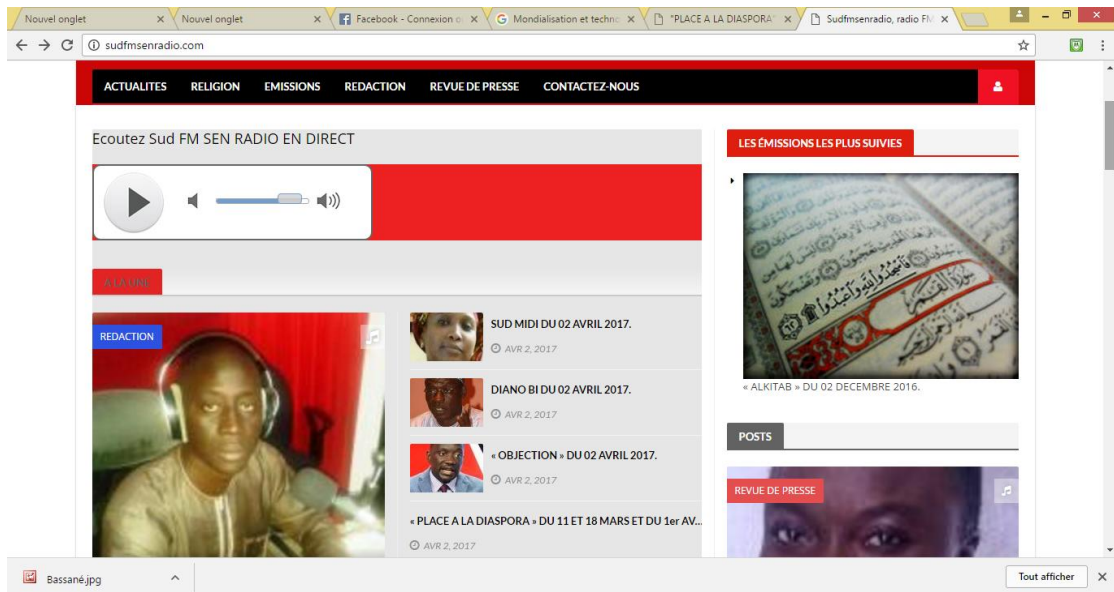 Nouvel onglet
Nouvel onglet
Facebook - Connexion o
Mondialisation et techno
"PLACE A LA DIASPORA"
Sudfmsenradio, radio FM
sudfmsenradio.com
ACTUALITES RELIGION EMISSIONS REDACTION REVUE DE PRESSE CONTACTEZ-NOUS
Ecoutez Sud FM SEN RADIO EN DIRECT
A LA UNE
REDACTION
SUD MIDI DU 02 AVRIL 2017.
AVR 2, 2017
DIANO BI DU 02 AVRIL 2017.
AVR 2, 2017
« OBJECTION » DU 02 AVRIL 2017.
AVR 2, 2017
« PLACE A LA DIASPORA » DU 11 ET 18 MARS ET DU 1er AV...
AVR 2, 2017
LES ÉMISSIONS LES PLUS SUIVIES
« ALKITAB » DU 02 DECEMBRE 2016.
POSTS
REVUE DE PRESSE
Bassané.jpg
Tout afficher